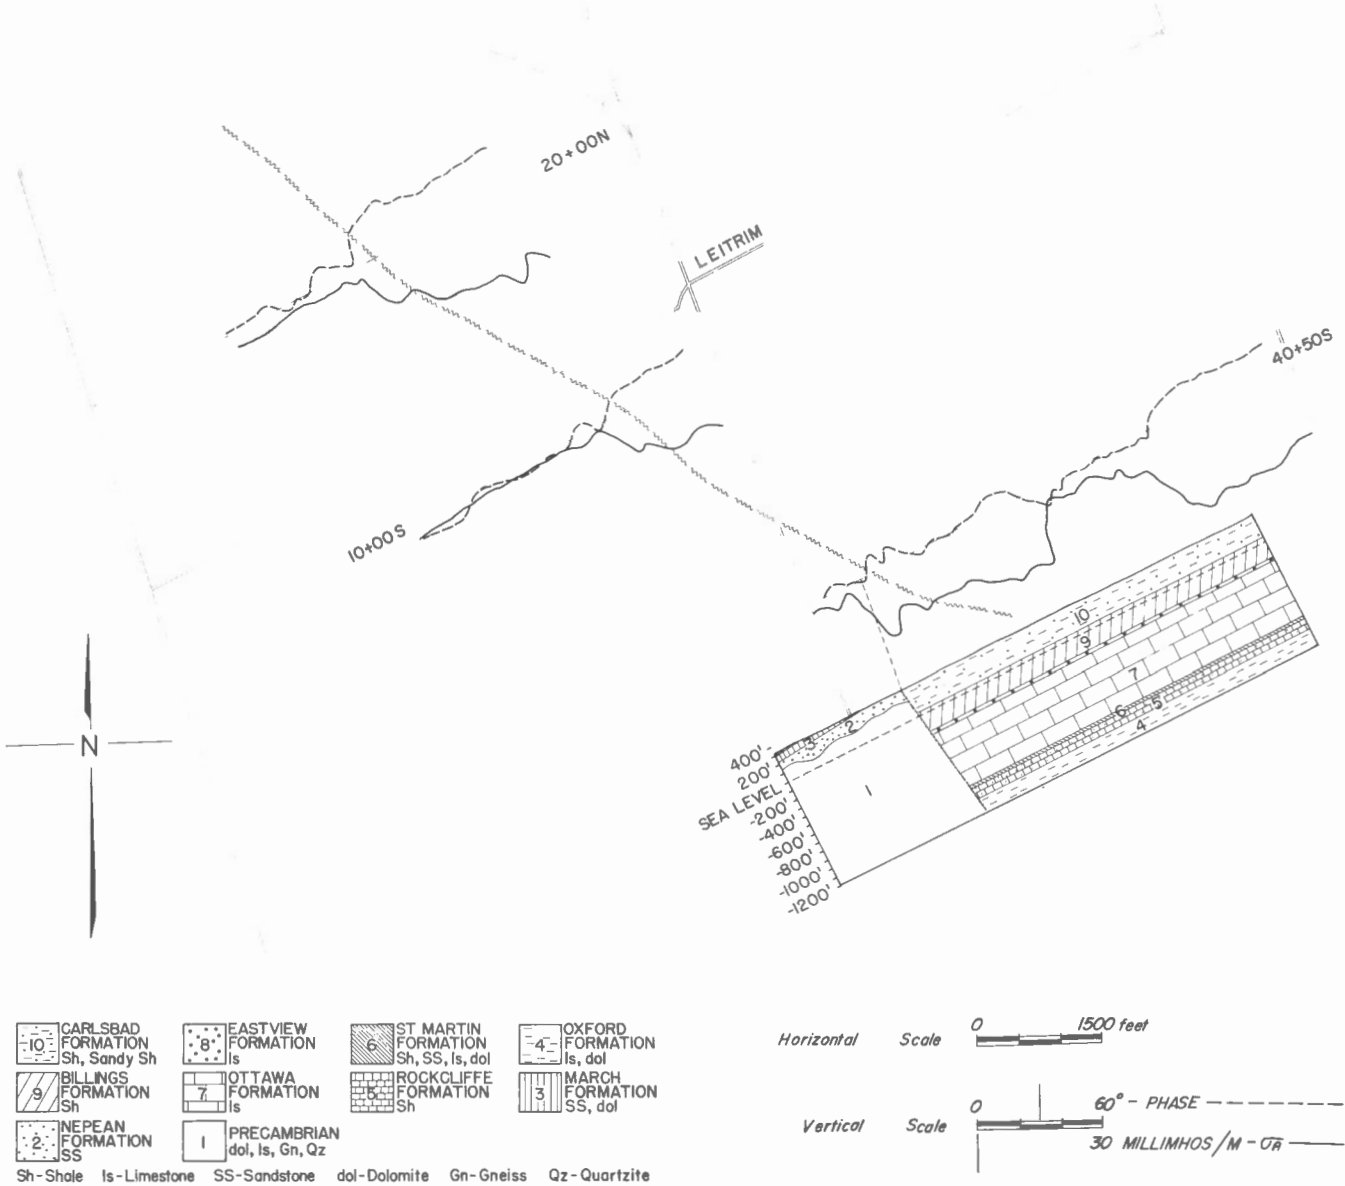 20+00N
LEITRIM
40+50S
10+00S
10
9
7
6 5
4
2
3
1
N
400'
200'
SEA LEVEL
-200'
-400'
-600'
-800'
-1000'
-1200'
10 CARLSBAD FORMATION Sh, Sandy Sh
8 EASTVIEW FORMATION ls
6 ST MARTIN FORMATION Sh, SS, ls, dol
4 OXFORD FORMATION ls, dol
9 BILLINGS FORMATION Sh
7 OTTAWA FORMATION ls
5 ROCKCLIFFE FORMATION Sh
3 MARCH FORMATION SS, dol
2 NEPEAN FORMATION SS
1 PRECAMBRIAN dol, ls, Gn, Qz
Sh-Shale ls-Limestone SS-Sandstone dol-Dolomite Gn-Gneiss Qz-Quartzite
Horizontal Scale 0 1500 feet
Vertical Scale 0 60° - PHASE
30 MILLIMHOS/M - σA